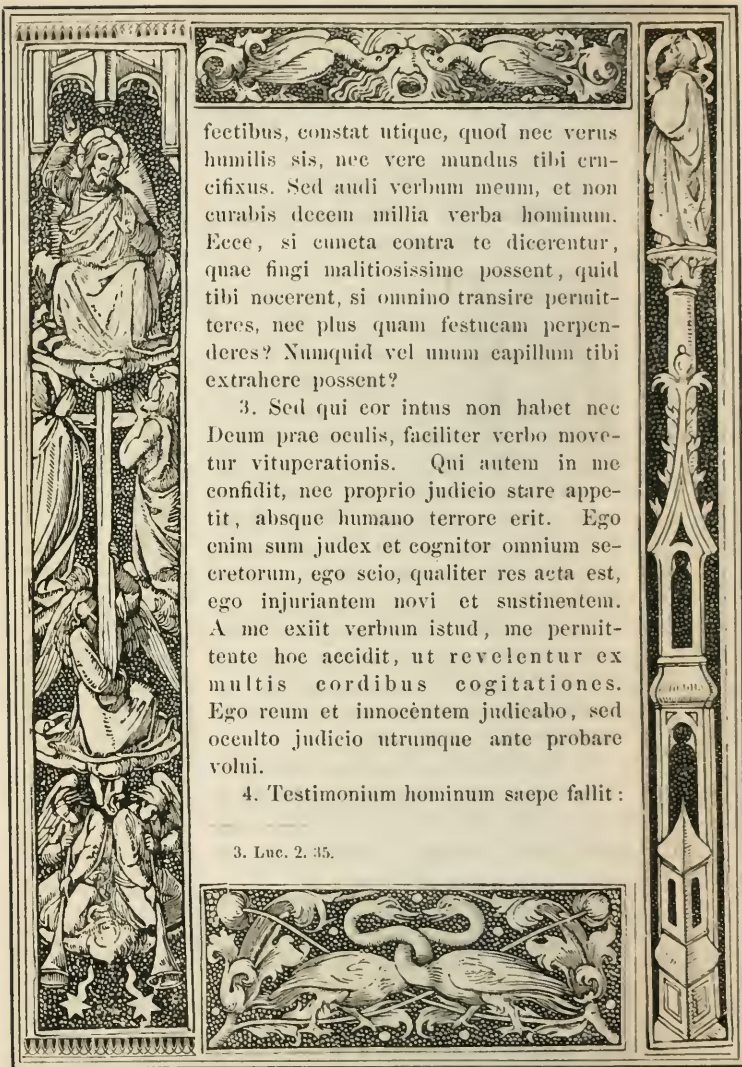 fectibus, constat utique, quod nec verus
humilis sis, nec vere mundus tibi cru-
cifixus. Sed audi verbum meum, et non
curabis decem millia verba hominum.
Ecce, si cuncta contra te dicerentur,
quae fingi malitiosissime possent, quid
tibi nocerent, si omnino transire permit-
teres, nec plus quam festucam perpen-
deres? Numquid vel unum capillum tibi
extrahere possent?
3. Sed qui cor intus non habet nec
Deum prae oculis, faciliter verbo move-
tur vituperationis. Qui autem in me
confidit, nec proprio judicio stare appe-
tit, absque humano terrore erit. Ego
enim sum judex et cognitor omnium se-
cretorum, ego scio, qualiter res acta est,
ego injuriantem novi et sustinentem.
A me exiit verbum istud, me permit-
tente hoc accidit, ut revelentur ex
multis cordibus cogitationes.
Ego reum et innocèntem judicabo, sed
occulto judicio utrumque ante probare
volui.
4. Testimonium hominum saepe fallit:
3. Luc. 2. 35.